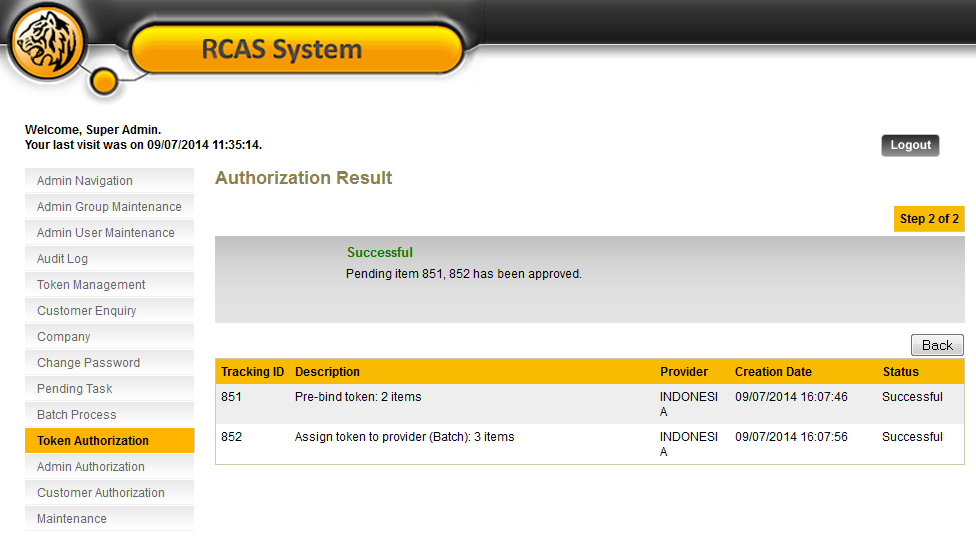 RCAS System
Welcome, Super Admin.
Your last visit was on 09/07/2014 11:35:14.
Logout
Admin Navigation
Admin Group Maintenance
Admin User Maintenance
Audit Log
Token Management
Customer Enquiry
Company
Change Password
Pending Task
Batch Process
Token Authorization
Admin Authorization
Customer Authorization
Maintenance
Authorization Result
Step 2 of 2
Successful
Pending item 851, 852 has been approved.
Back
Tracking ID Description Provider Creation Date Status
851 Pre-bind token: 2 items INDONESI 09/07/2014 16:07:46 Successful
A
852 Assign token to provider (Batch): 3 items INDONESI 09/07/2014 16:07:56 Successful
A